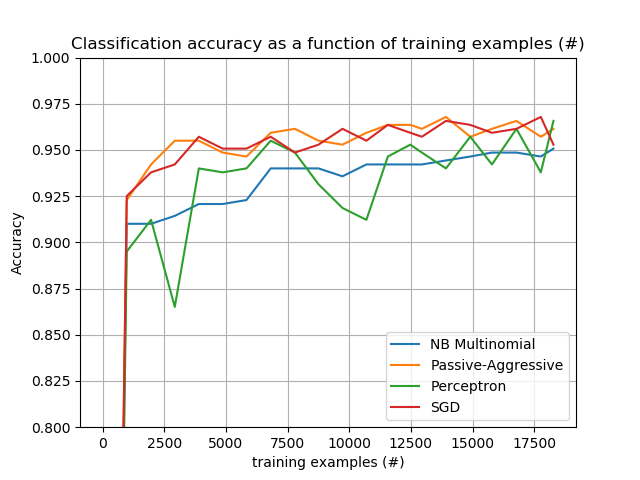 Classification accuracy as a function of training examples (#)
1.000
0.975
0.950
0.925
0.900
0.875
0.850
0.825
0.800
Accuracy
NB Multinomial
Passive-Aggressive
Perceptron
SGD
0 2500 5000 7500 10000 12500 15000 17500
training examples (#)